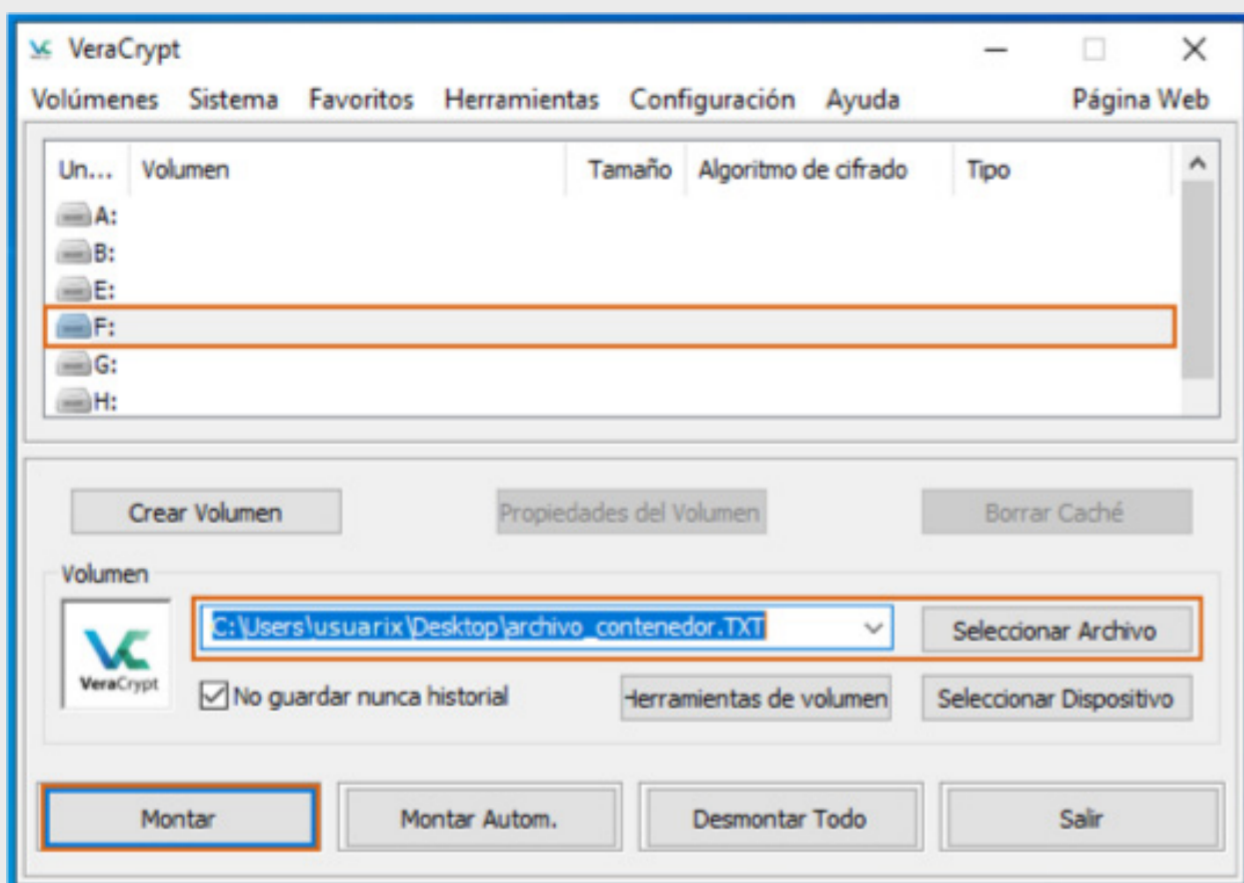 VeraCrypt
Volúmenes Sistema Favoritos Herramientas Configuración Ayuda Página Web
Un... Volumen Tamaño Algoritmo de cifrado Tipo
A:
B:
E:
F:
G:
H:
Crear Volumen Propiedades del Volumen Borrar Caché
Volumen
C:\Users\usuarix\Desktop\archivo_contenedor.TXT Seleccionar Archivo
VeraCrypt
No guardar nunca historial Herramientas de volumen Seleccionar Dispositivo
Montar Montar Autom. Desmontar Todo Salir